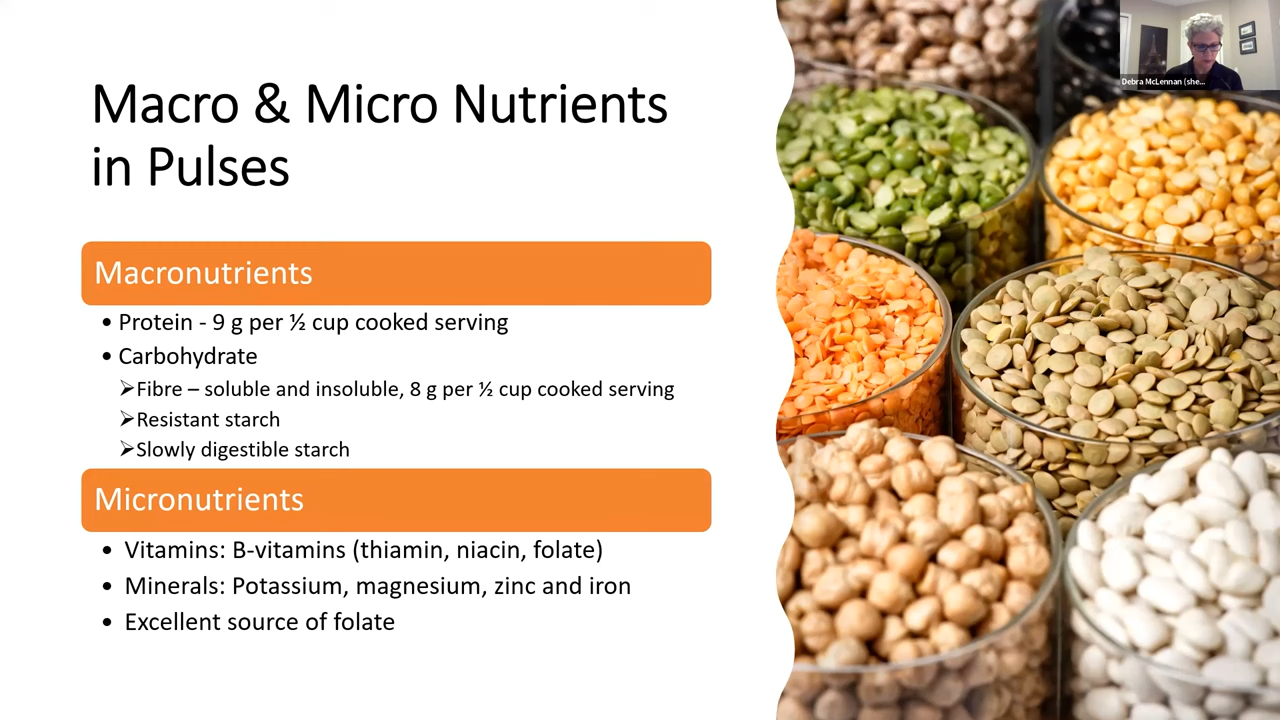 Macro & Micro Nutrients
in Pulses
Macronutrients
• Protein - 9 g per ½ cup cooked serving
• Carbohydrate
➢Fibre – soluble and insoluble, 8 g per ½ cup cooked serving
➢Resistant starch
➢Slowly digestible starch
Micronutrients
• Vitamins: B-vitamins (thiamin, niacin, folate)
• Minerals: Potassium, magnesium, zinc and iron
• Excellent source of folate
Debra McLennan (she...